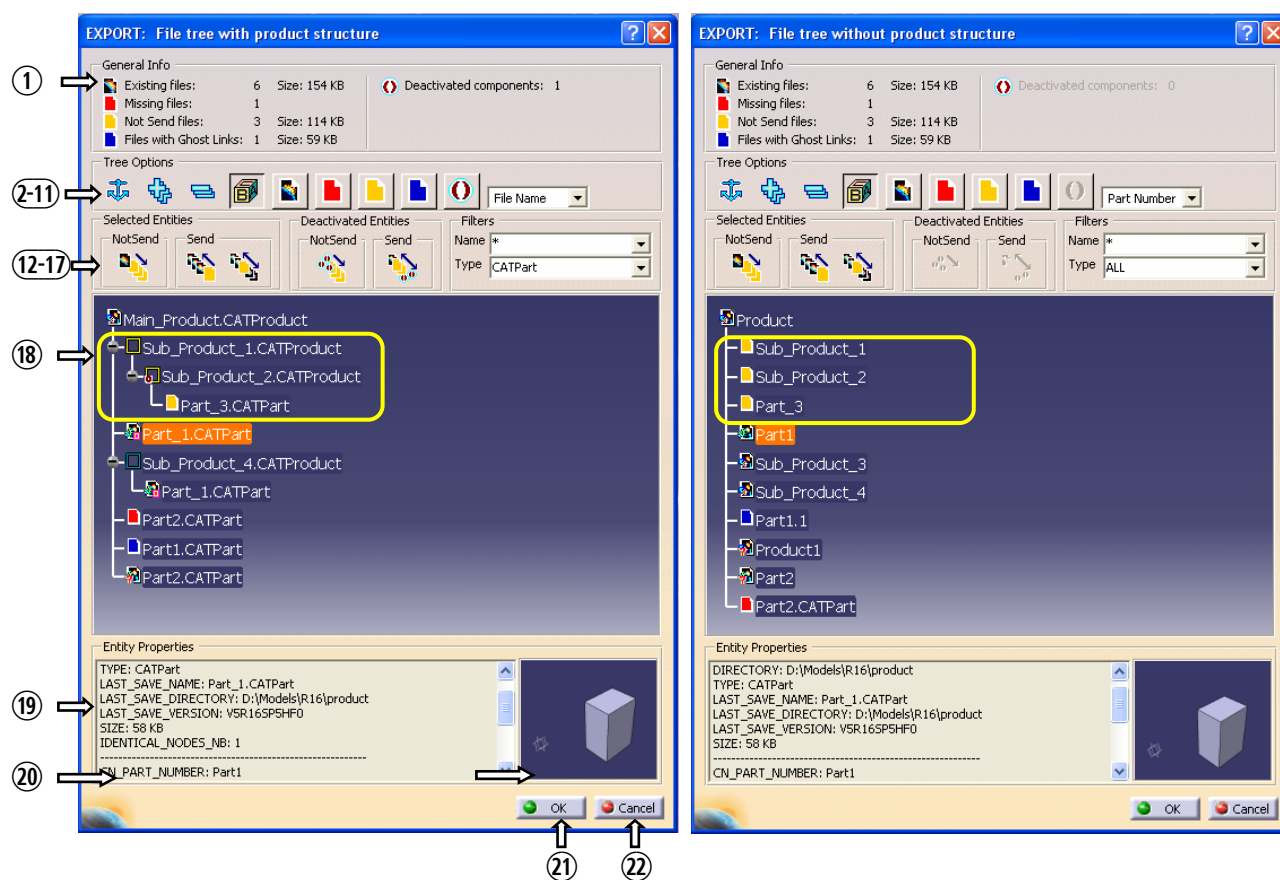 EXPORT: File tree with product structure
General Info
Existing files: 6 Size: 154 KB Deactivated components: 1
Missing files: 1
Not Send files: 3 Size: 114 KB
Files with Ghost Links: 1 Size: 59 KB
Tree Options
B
File Name
Selected Entities Deactivated Entities Filters
NotSend Send NotSend Send
Name *
Type CATPart
Main_Product.CATProduct
Sub_Product_1.CATProduct
Sub_Product_2.CATProduct
Part_3.CATPart
Part_1.CATPart
Sub_Product_4.CATProduct
Part_1.CATPart
Part2.CATPart
Part1.CATPart
Part2.CATPart
Entity Properties
TYPE: CATPart
LAST_SAVE_NAME: Part_1.CATPart
LAST_SAVE_DIRECTORY: D:\Models\R16\product
LAST_SAVE_VERSION: V5R16SP5HF0
SIZE: 58 KB
IDENTICAL_NODES_NB: 1
------------------------------------------------------------
CN_PART_NUMBER: Part1
OK Cancel
①
②-⑪
⑫-⑰
⑱
⑲
⑳
㉑ ㉒
EXPORT: File tree without product structure
General Info
Existing files: 6 Size: 154 KB Deactivated components: 0
Missing files: 1
Not Send files: 3 Size: 114 KB
Files with Ghost Links: 1 Size: 59 KB
Tree Options
B
Part Number
Selected Entities Deactivated Entities Filters
NotSend Send NotSend Send
Name *
Type ALL
Product
Sub_Product_1
Sub_Product_2
Part_3
Part1
Sub_Product_3
Sub_Product_4
Part1.1
Product1
Part2
Part2.CATPart
Entity Properties
DIRECTORY: D:\Models\R16\product
TYPE: CATPart
LAST_SAVE_NAME: Part_1.CATPart
LAST_SAVE_DIRECTORY: D:\Models\R16\product
LAST_SAVE_VERSION: V5R16SP5HF0
SIZE: 58 KB
------------------------------------------------------------
CN_PART_NUMBER: Part1
OK Cancel